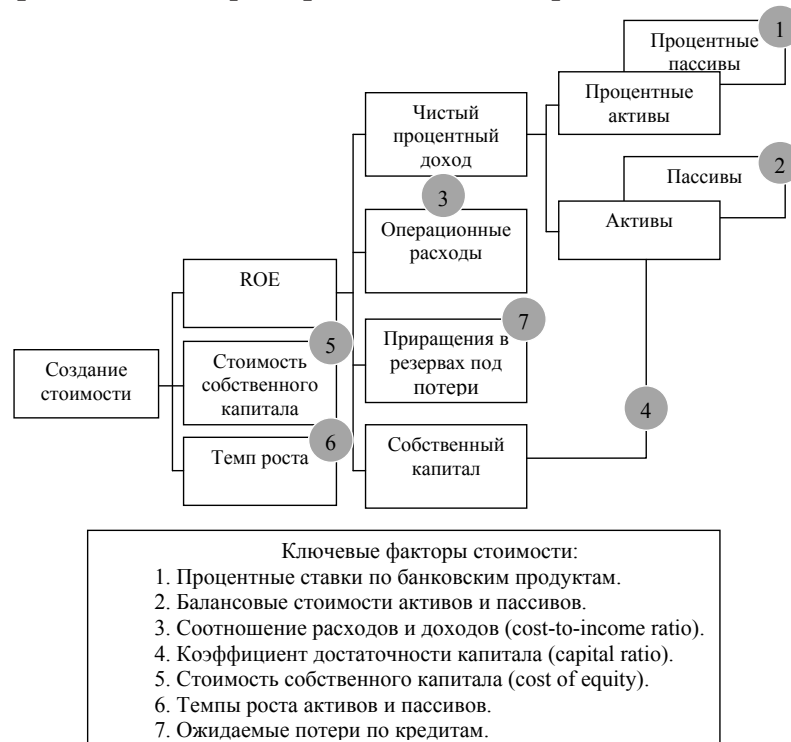 1
Процентные
пассивы
Процентные
активы
Чистый
процентный
доход
2
Пассивы
Активы
3
Операционные
расходы
ROE
7
Приращения в
резервах под
потери
5
Стоимость
собственного
капитала
Создание
стоимости
4
6
Темп роста
Собственный
капитал
Ключевые факторы стоимости:
1. Процентные ставки по банковским продуктам.
2. Балансовые стоимости активов и пассивов.
3. Соотношение расходов и доходов (cost-to-income ratio).
4. Коэффициент достаточности капитала (capital ratio).
5. Стоимость собственного капитала (cost of equity).
6. Темпы роста активов и пассивов.
7. Ожидаемые потери по кредитам.